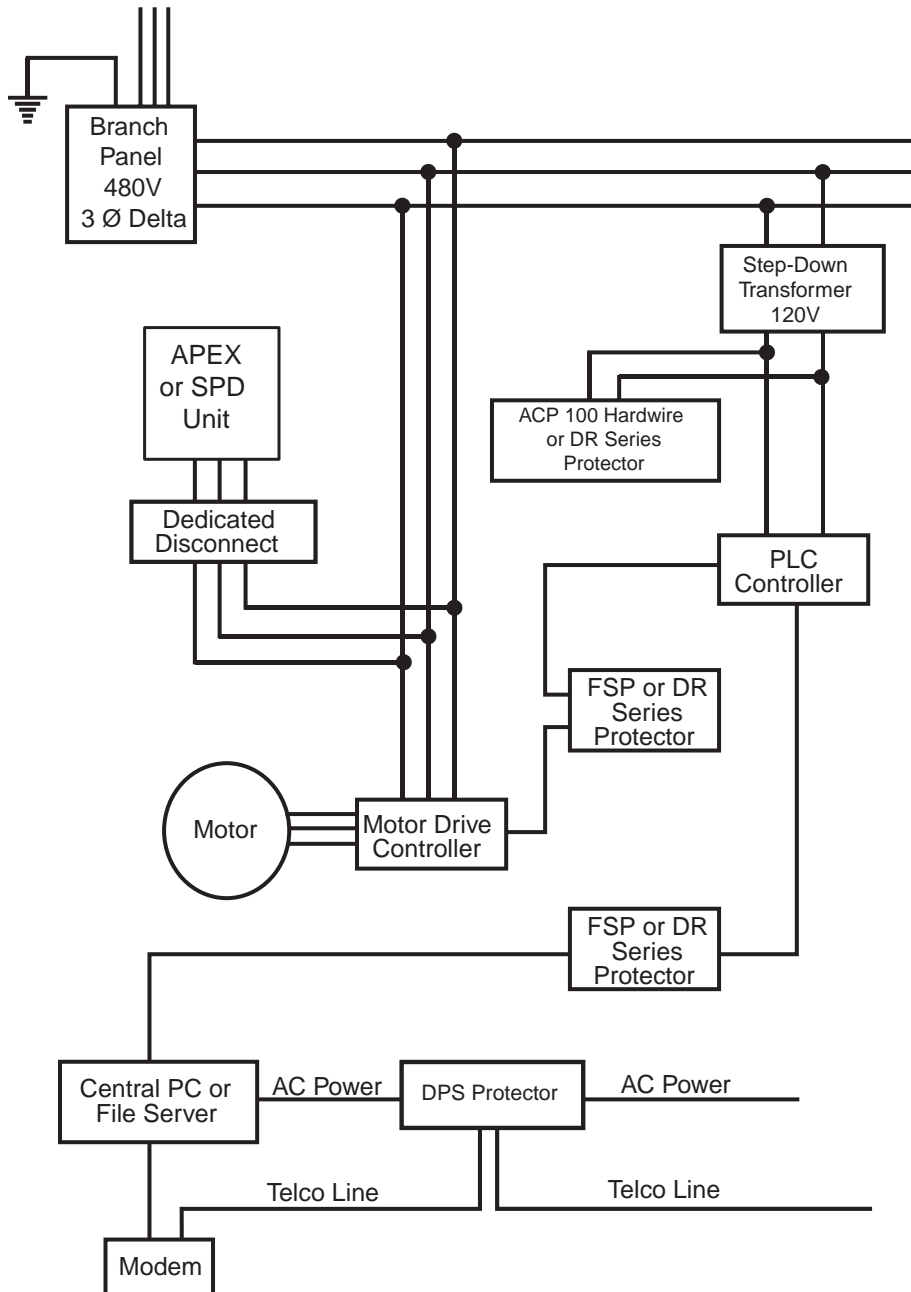 Branch
Panel
480V
3 Ø Delta
Step-Down
Transformer
120V
APEX
or SPD
Unit
ACP 100 Hardwire
or DR Series
Protector
Dedicated
Disconnect
PLC
Controller
FSP or DR
Series
Protector
Motor
Motor Drive
Controller
FSP or DR
Series
Protector
Central PC or
File Server
AC Power
DPS Protector
AC Power
Telco Line
Telco Line
Modem